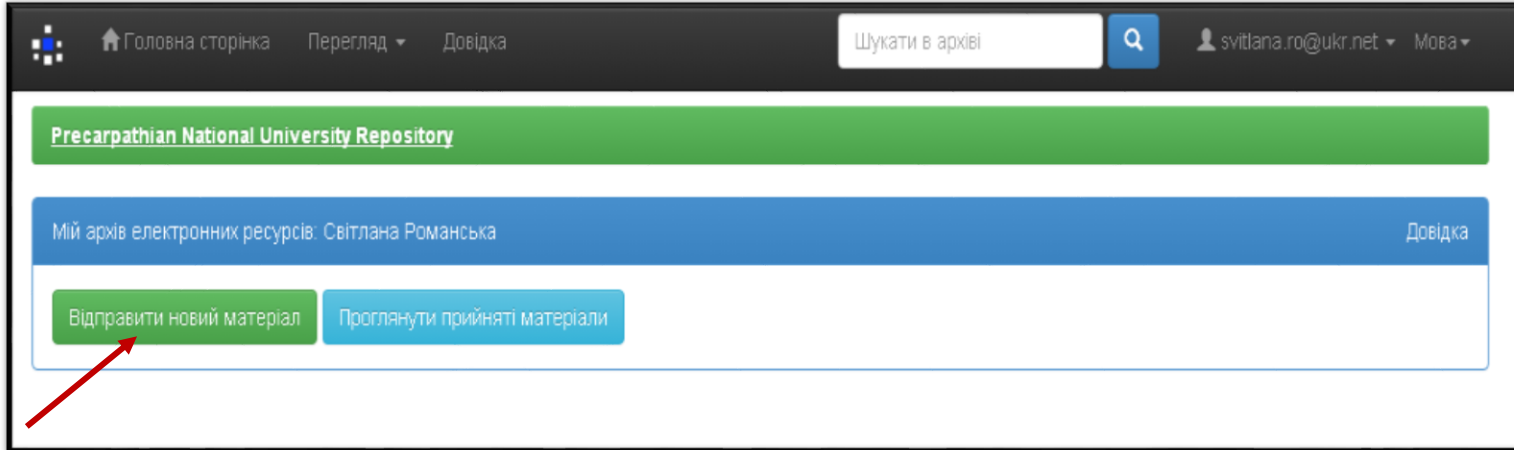 Головна сторінка Перегляд Довідка Шукати в архіві svitlana.ro@ukr.net Мова
Precarpathian National University Repository
Мій архів електронних ресурсів: Світлана Романська Довідка
Відправити новий матеріал Проглянути прийняті матеріали